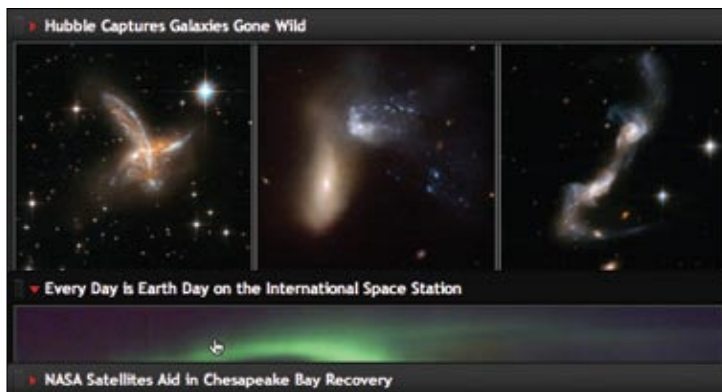 Hubble Captures Galaxies Gone Wild
Every Day is Earth Day on the International Space Station
NASA Satellites Aid in Chesapeake Bay Recovery